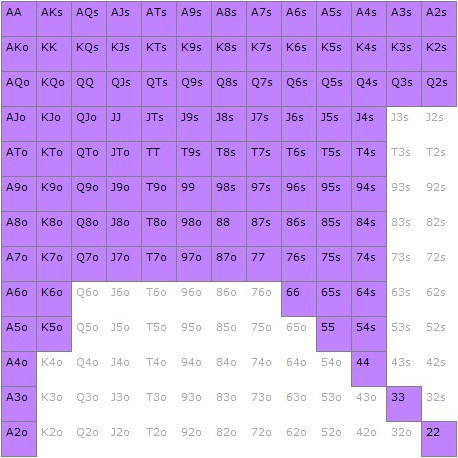 AA AKs AQs AJs ATs A9s A8s A7s A6s A5s A4s A3s A2s
AKo KK KQs KJs KTs K9s K8s K7s K6s K5s K4s K3s K2s
AQo KQo QQ QJs QTs Q9s Q8s Q7s Q6s Q5s Q4s Q3s Q2s
AJo KJo QJo JJ JTs J9s J8s J7s J6s J5s J4s J3s J2s
ATo KTo QTo JTo TT T9s T8s T7s T6s T5s T4s T3s T2s
A9o K9o Q9o J9o T9o 99 98s 97s 96s 95s 94s 93s 92s
A8o K8o Q8o J8o T8o 98o 88 87s 86s 85s 84s 83s 82s
A7o K7o Q7o J7o T7o 97o 87o 77 76s 75s 74s 73s 72s
A6o K6o Q6o J6o T6o 96o 86o 76o 66 65s 64s 63s 62s
A5o K5o Q5o J5o T5o 95o 85o 75o 65o 55 54s 53s 52s
A4o K4o Q4o J4o T4o 94o 84o 74o 64o 54o 44 43s 42s
A3o K3o Q3o J3o T3o 93o 83o 73o 63o 53o 43o 33 32s
A2o K2o Q2o J2o T2o 92o 82o 72o 62o 52o 42o 32o 22